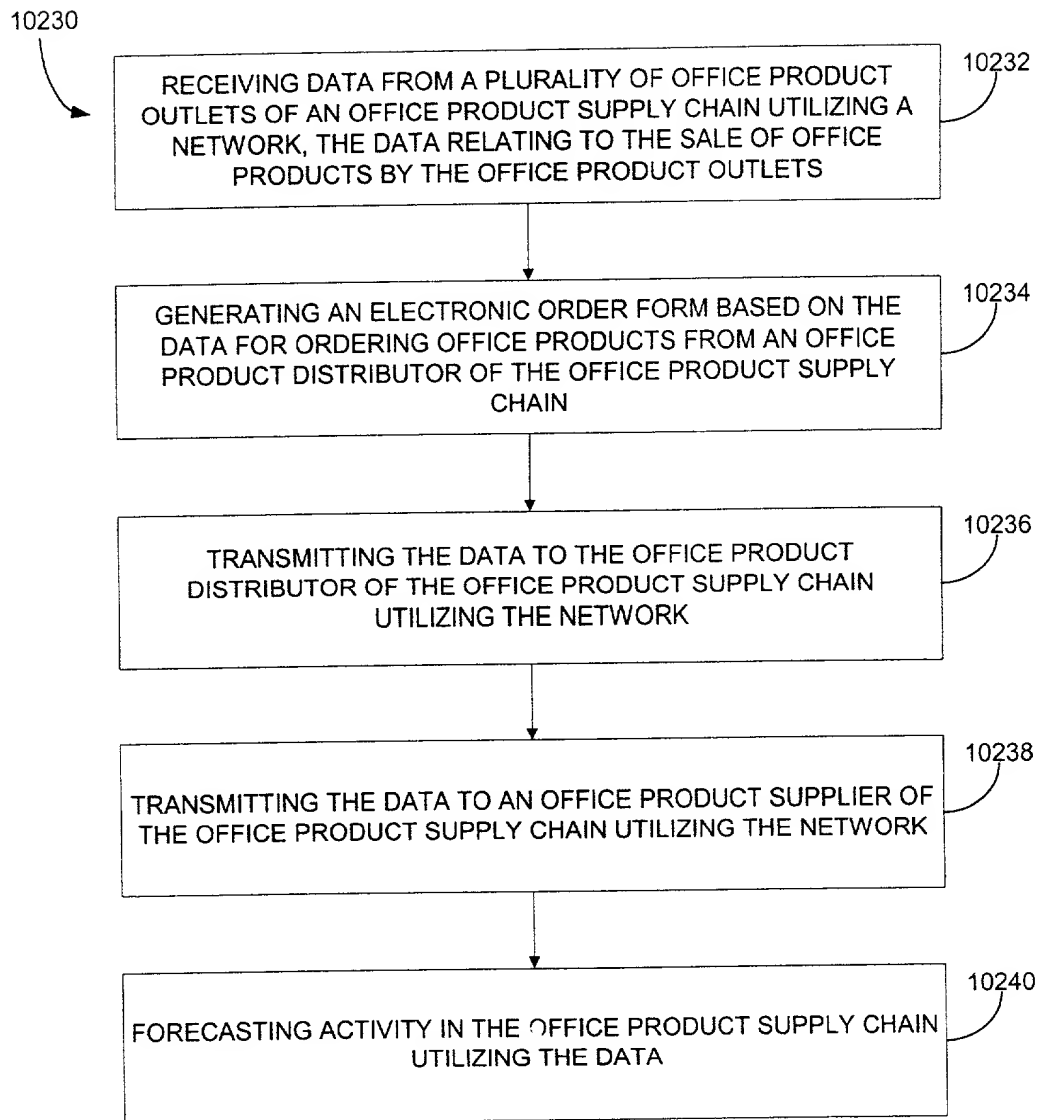 10230
10232
RECEIVING DATA FROM A PLURALITY OF OFFICE PRODUCT
OUTLETS OF AN OFFICE PRODUCT SUPPLY CHAIN UTILIZING A
NETWORK, THE DATA RELATING TO THE SALE OF OFFICE
PRODUCTS BY THE OFFICE PRODUCT OUTLETS
10234
GENERATING AN ELECTRONIC ORDER FORM BASED ON THE
DATA FOR ORDERING OFFICE PRODUCTS FROM AN OFFICE
PRODUCT DISTRIBUTOR OF THE OFFICE PRODUCT SUPPLY
CHAIN
10236
TRANSMITTING THE DATA TO THE OFFICE PRODUCT
DISTRIBUTOR OF THE OFFICE PRODUCT SUPPLY CHAIN
UTILIZING THE NETWORK
10238
TRANSMITTING THE DATA TO AN OFFICE PRODUCT SUPPLIER OF
THE OFFICE PRODUCT SUPPLY CHAIN UTILIZING THE NETWORK
10240
FORECASTING ACTIVITY IN THE OFFICE PRODUCT SUPPLY CHAIN
UTILIZING THE DATA